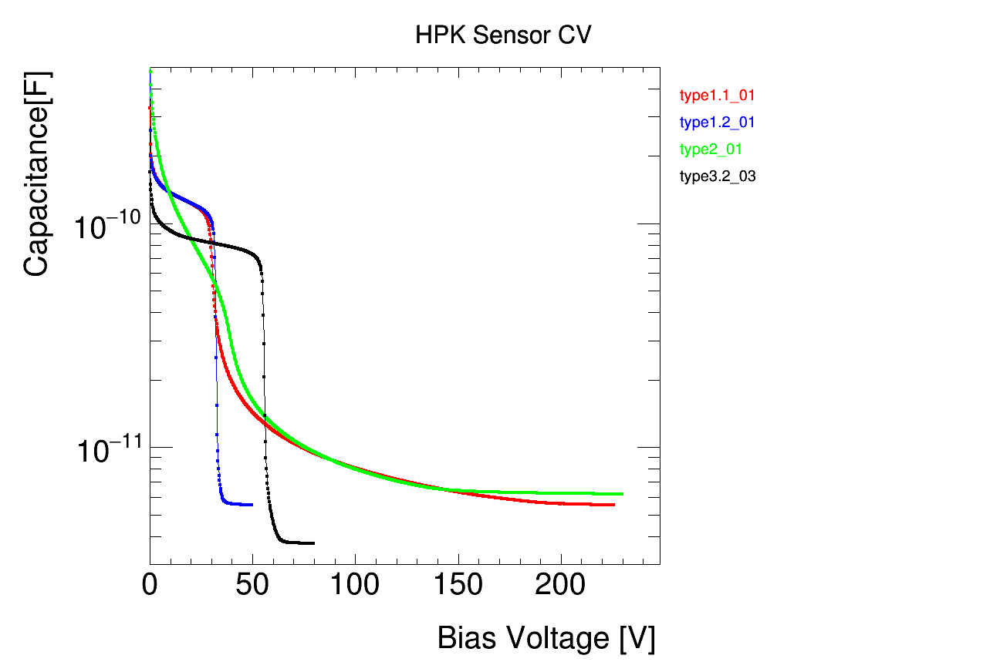 HPK Sensor CV
Capacitance[F]
type1.1_01
type1.2_01
type2_01
type3.2_03
10−10
10−11
0 50 100 150 200
Bias Voltage [V]